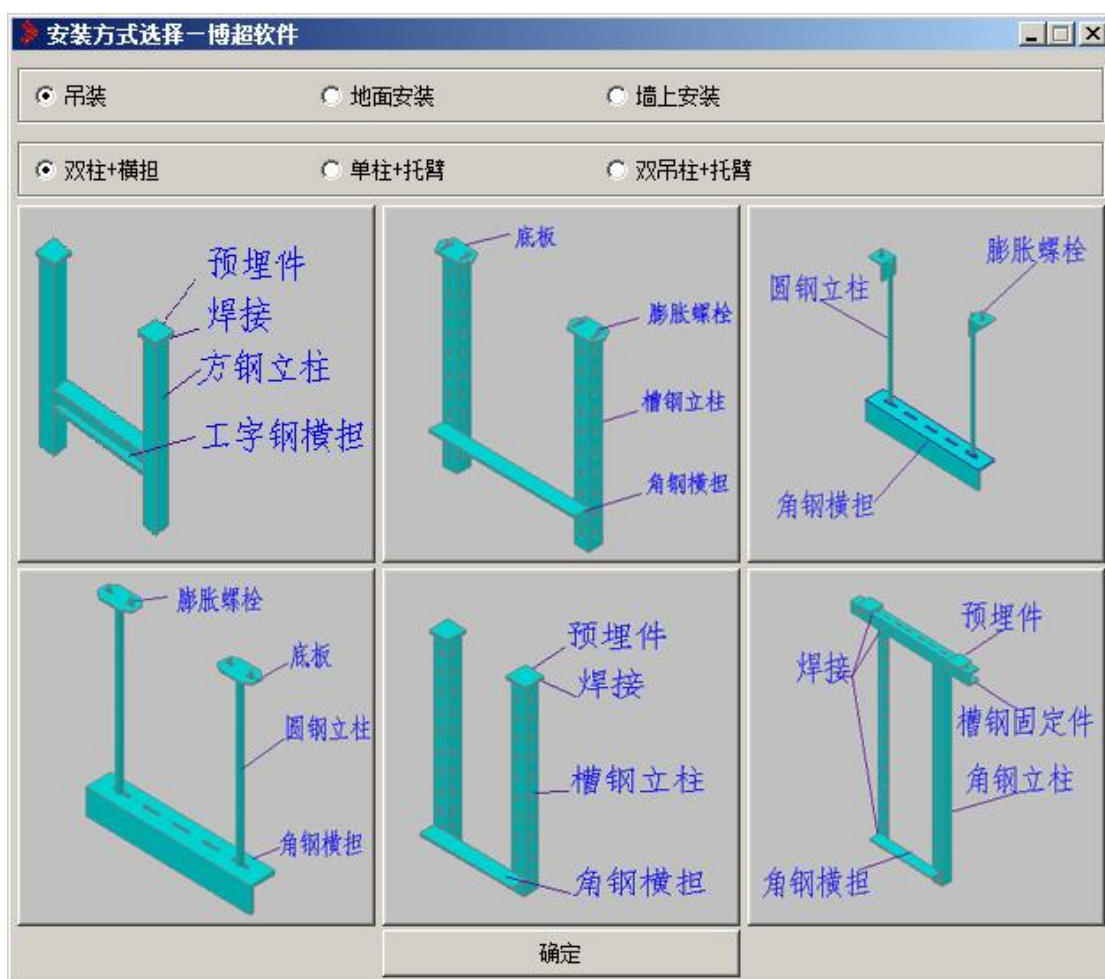 安装方式选择－博超软件
吊装
地面安装
墙上安装
双柱+横担
单柱+托臂
双吊柱+托臂
预埋件
焊接
方钢立柱
工字钢横担
底板
膨胀螺栓
槽钢立柱
角钢横担
膨胀螺栓
圆钢立柱
角钢横担
膨胀螺栓
底板
圆钢立柱
角钢横担
预埋件
焊接
槽钢立柱
角钢横担
预埋件
焊接
槽钢固定件
角钢立柱
角钢横担
确定